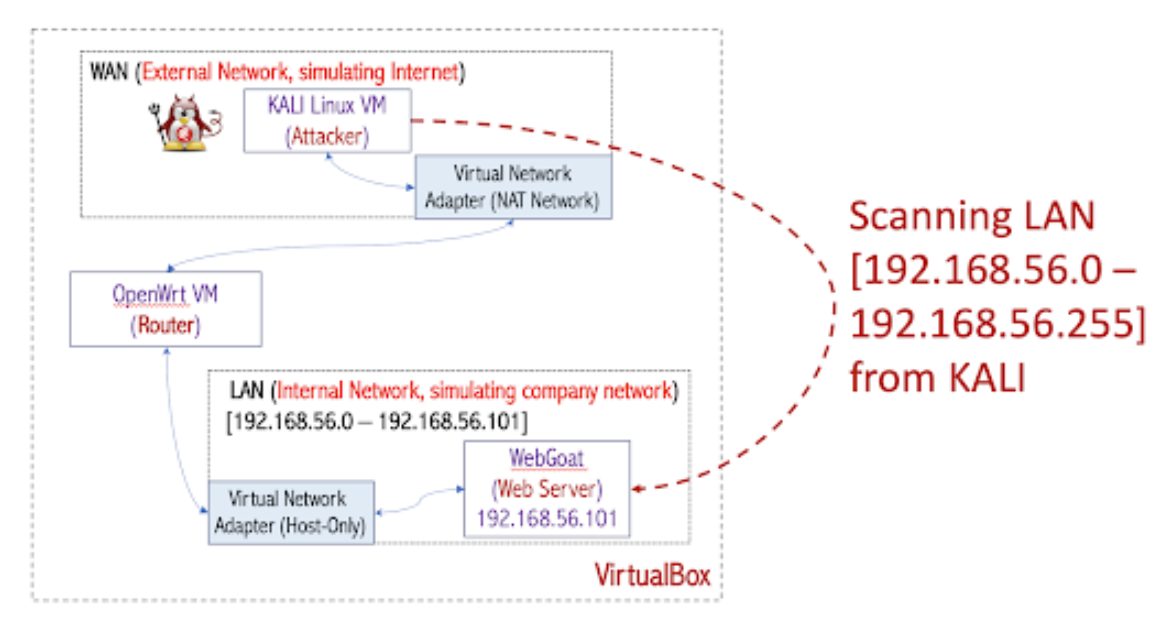 WAN (External Network, simulating Internet)
KALI Linux VM
(Attacker)
Virtual Network
Adapter (NAT Network)
OpenWrt VM
(Router)
LAN (Internal Network, simulating company network)
[192.168.56.0 – 192.168.56.101]
WebGoat
(Web Server)
192.168.56.101
Virtual Network
Adapter (Host-Only)
VirtualBox
Scanning LAN
[192.168.56.0 –
192.168.56.255]
from KALI